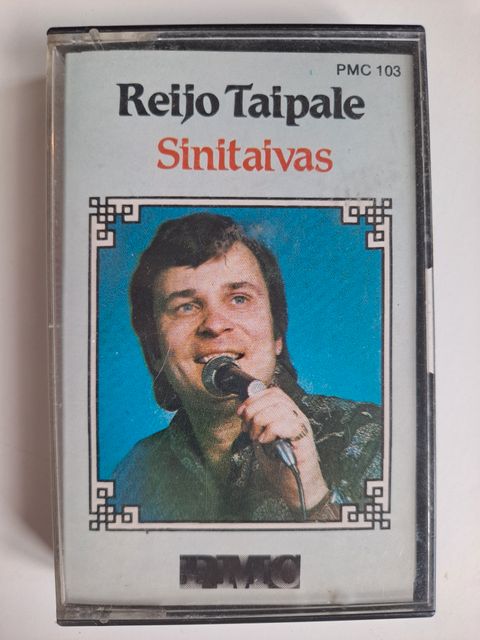 PMC 103
Reijo Taipale
Sinitaivas
PMC